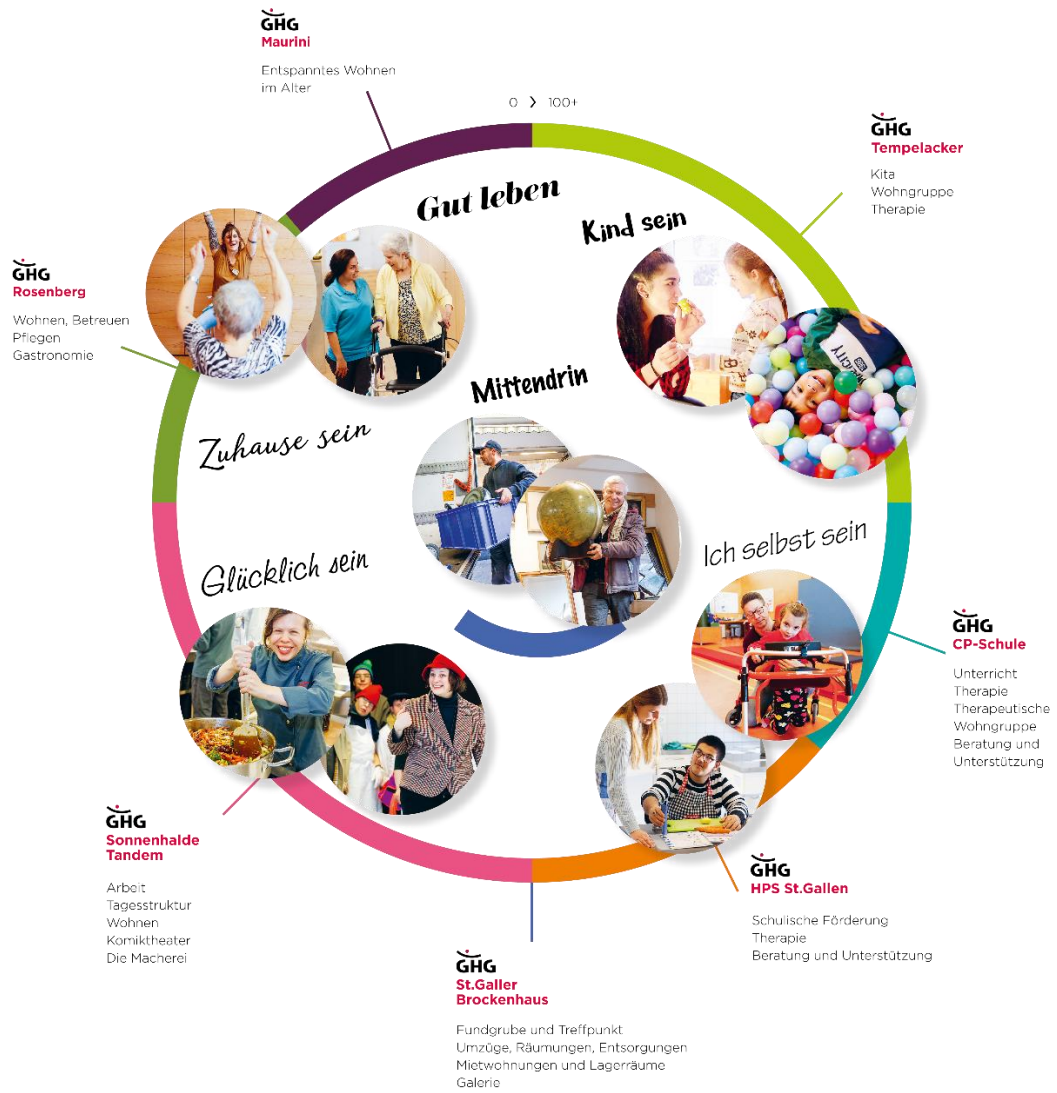 GHG
Maurini
Entspanntes Wohnen
im Alter
0 > 100+
GHG
Tempelacker
Kita
Wohngruppe
Therapie
Gut leben
Kind sein
GHG
Rosenberg
Wohnen, Betreuen
Pflegen
Gastronomie
Mittendrin
Zuhause sein
Glücklich sein
Ich selbst sein
GHG
CP-Schule
Unterricht
Therapie
Therapeutische
Wohngruppe
Beratung und
Unterstützung
GHG
Sonnenhalde
Tandem
Arbeit
Tagesstruktur
Wohnen
Komiktheater
Die Macherei
GHG
HPS St.Gallen
Schulische Förderung
Therapie
Beratung und Unterstützung
GHG
St.Galler
Brockenhaus
Fundgrube und Treffpunkt
Umzüge, Räumungen, Entsorgungen
Mietwohnungen und Lagerräume
Galerie